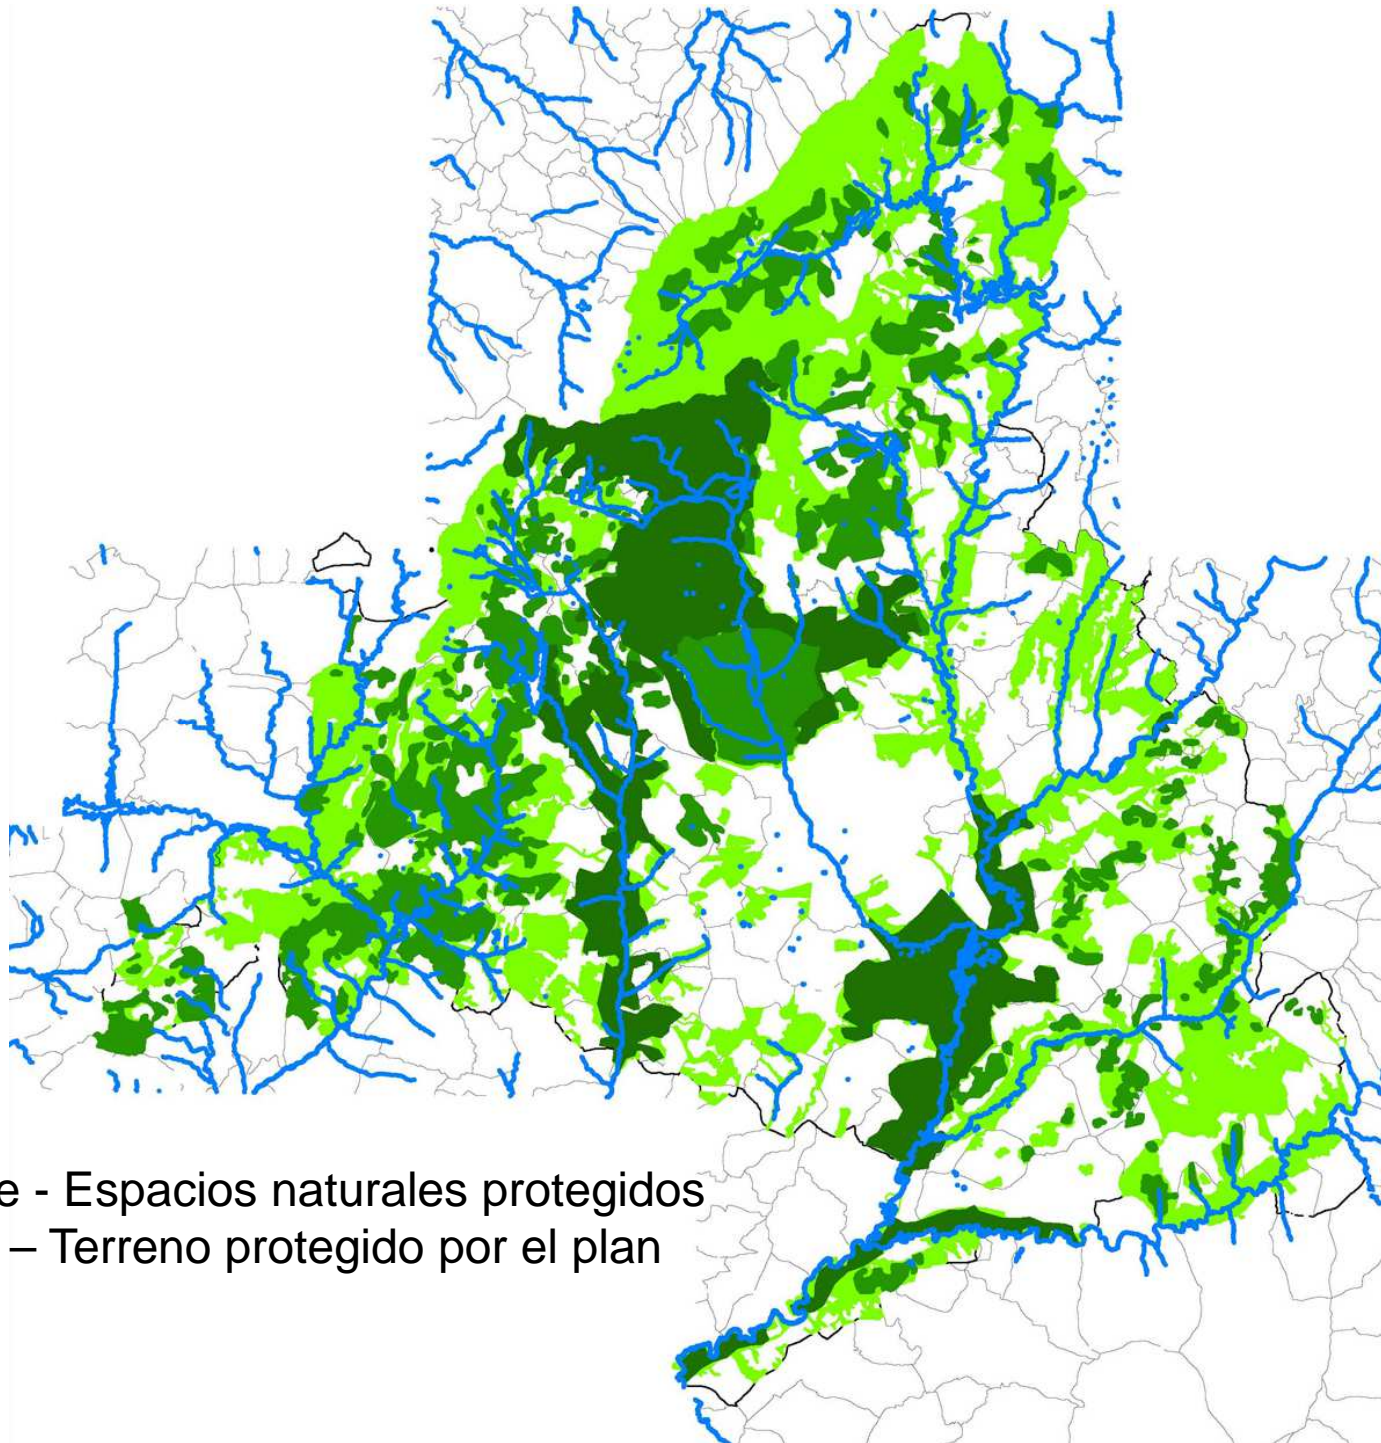 e - Espacios naturales protegidos
– Terreno protegido por el plan